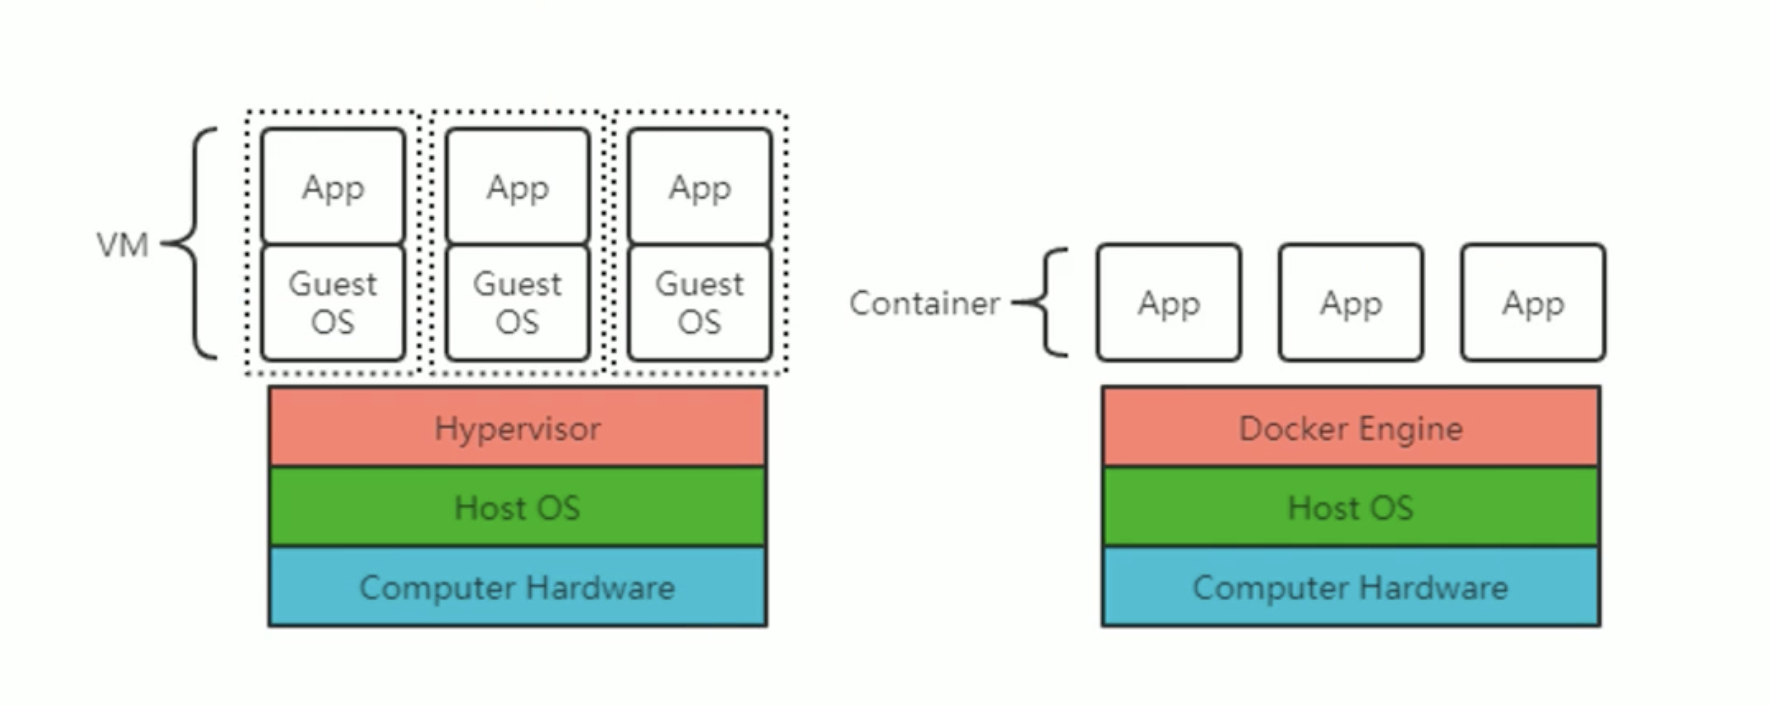 VM
App
App
App
Guest
OS
Guest
OS
Guest
OS
Hypervisor
Host OS
Computer Hardware
Container
App
App
App
Docker Engine
Host OS
Computer Hardware